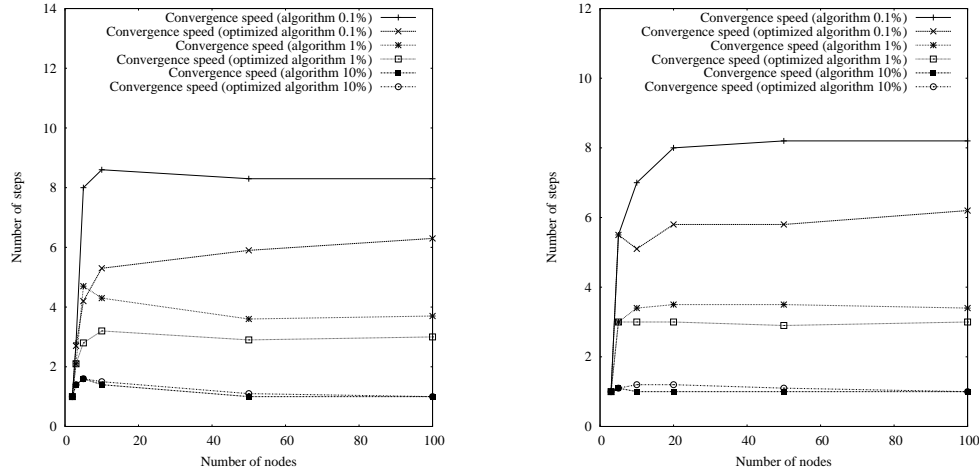 14
12
10
8
6
4
2
0
Number of steps
0
20
40
60
80
100
Number of nodes
Convergence speed (algorithm 0.1%)
Convergence speed (optimized algorithm 0.1%)
Convergence speed (algorithm 1%)
Convergence speed (optimized algorithm 1%)
Convergence speed (algorithm 10%)
Convergence speed (optimized algorithm 10%)
12
10
8
6
4
2
0
Number of steps
0
20
40
60
80
100
Number of nodes
Convergence speed (algorithm 0.1%)
Convergence speed (optimized algorithm 0.1%)
Convergence speed (algorithm 1%)
Convergence speed (optimized algorithm 1%)
Convergence speed (algorithm 10%)
Convergence speed (optimized algorithm 10%)